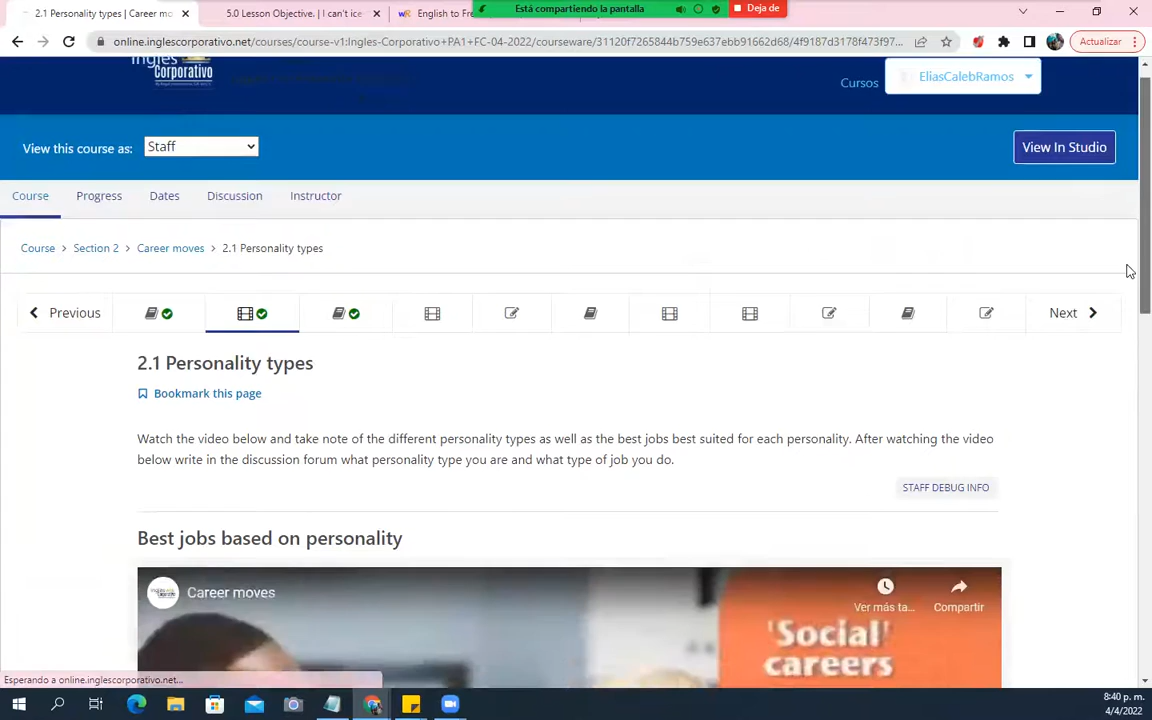 2.1 Personality types | Career mo
5.0 Lesson Objective. | I can't ice
English to Fre
Está compartiendo la pantalla
Deja de
online.inglescorporativo.net/courses/course-v1:Ingles-Corporativo+PA1+FC-04-2022/courseware/31120f7265844b759e637ebb91662d68/4f9187d3178f473f97...
Actualizar
Corporativo
Cursos
EliasCalebRamos
View this course as:
Staff
View In Studio
Course
Progress
Dates
Discussion
Instructor
Course > Section 2 > Career moves > 2.1 Personality types
Previous
Next
2.1 Personality types
Bookmark this page
Watch the video below and take note of the different personality types as well as the best jobs best suited for each personality. After watching the video
below write in the discussion forum what personality type you are and what type of job you do.
STAFF DEBUG INFO
Best jobs based on personality
Career moves
Ver más ta...
Compartir
'Social'
careers
Esperando a online.inglescorporativo.net...
8:40 p. m.
4/4/2022